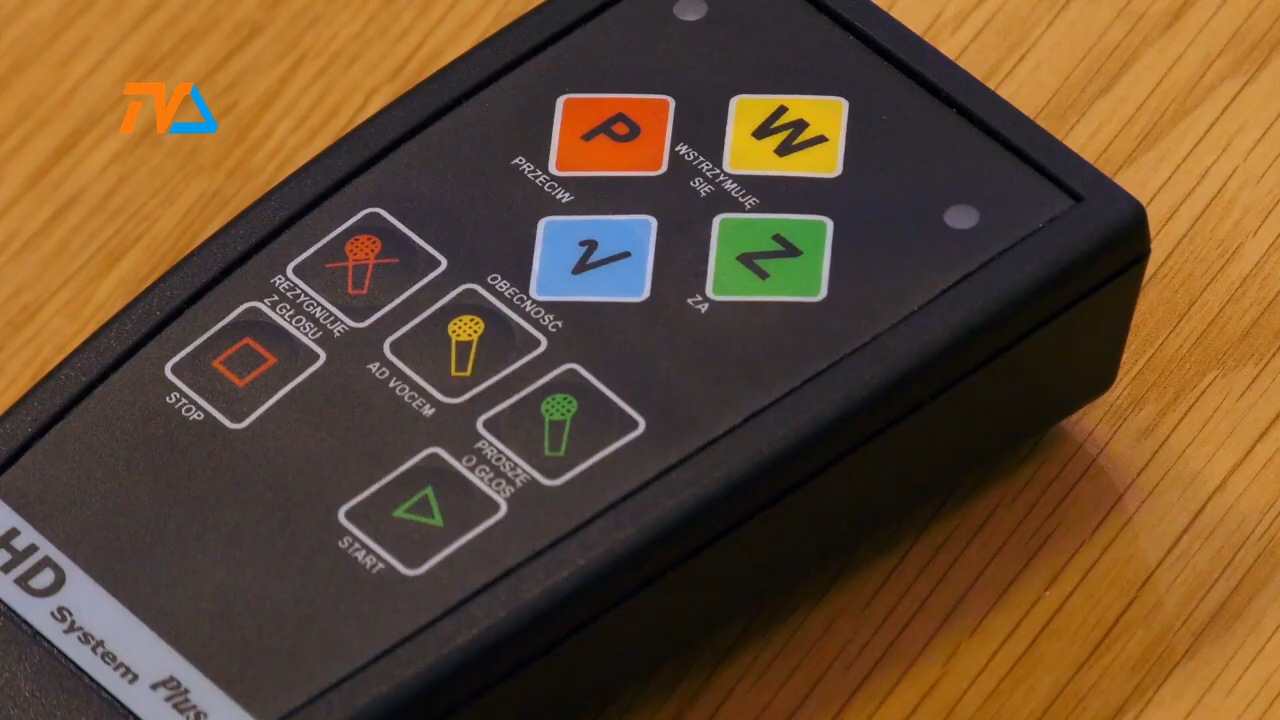 TVA
P
PRZECIW
W
WSTRZYMUJĘ
SIĘ
√
OBECNOŚĆ
Z
ZA
REZYGNUJĘ
Z GŁOSU
AD VOCEM
PROSZĘ
O GŁOS
STOP
START
HD System Plus